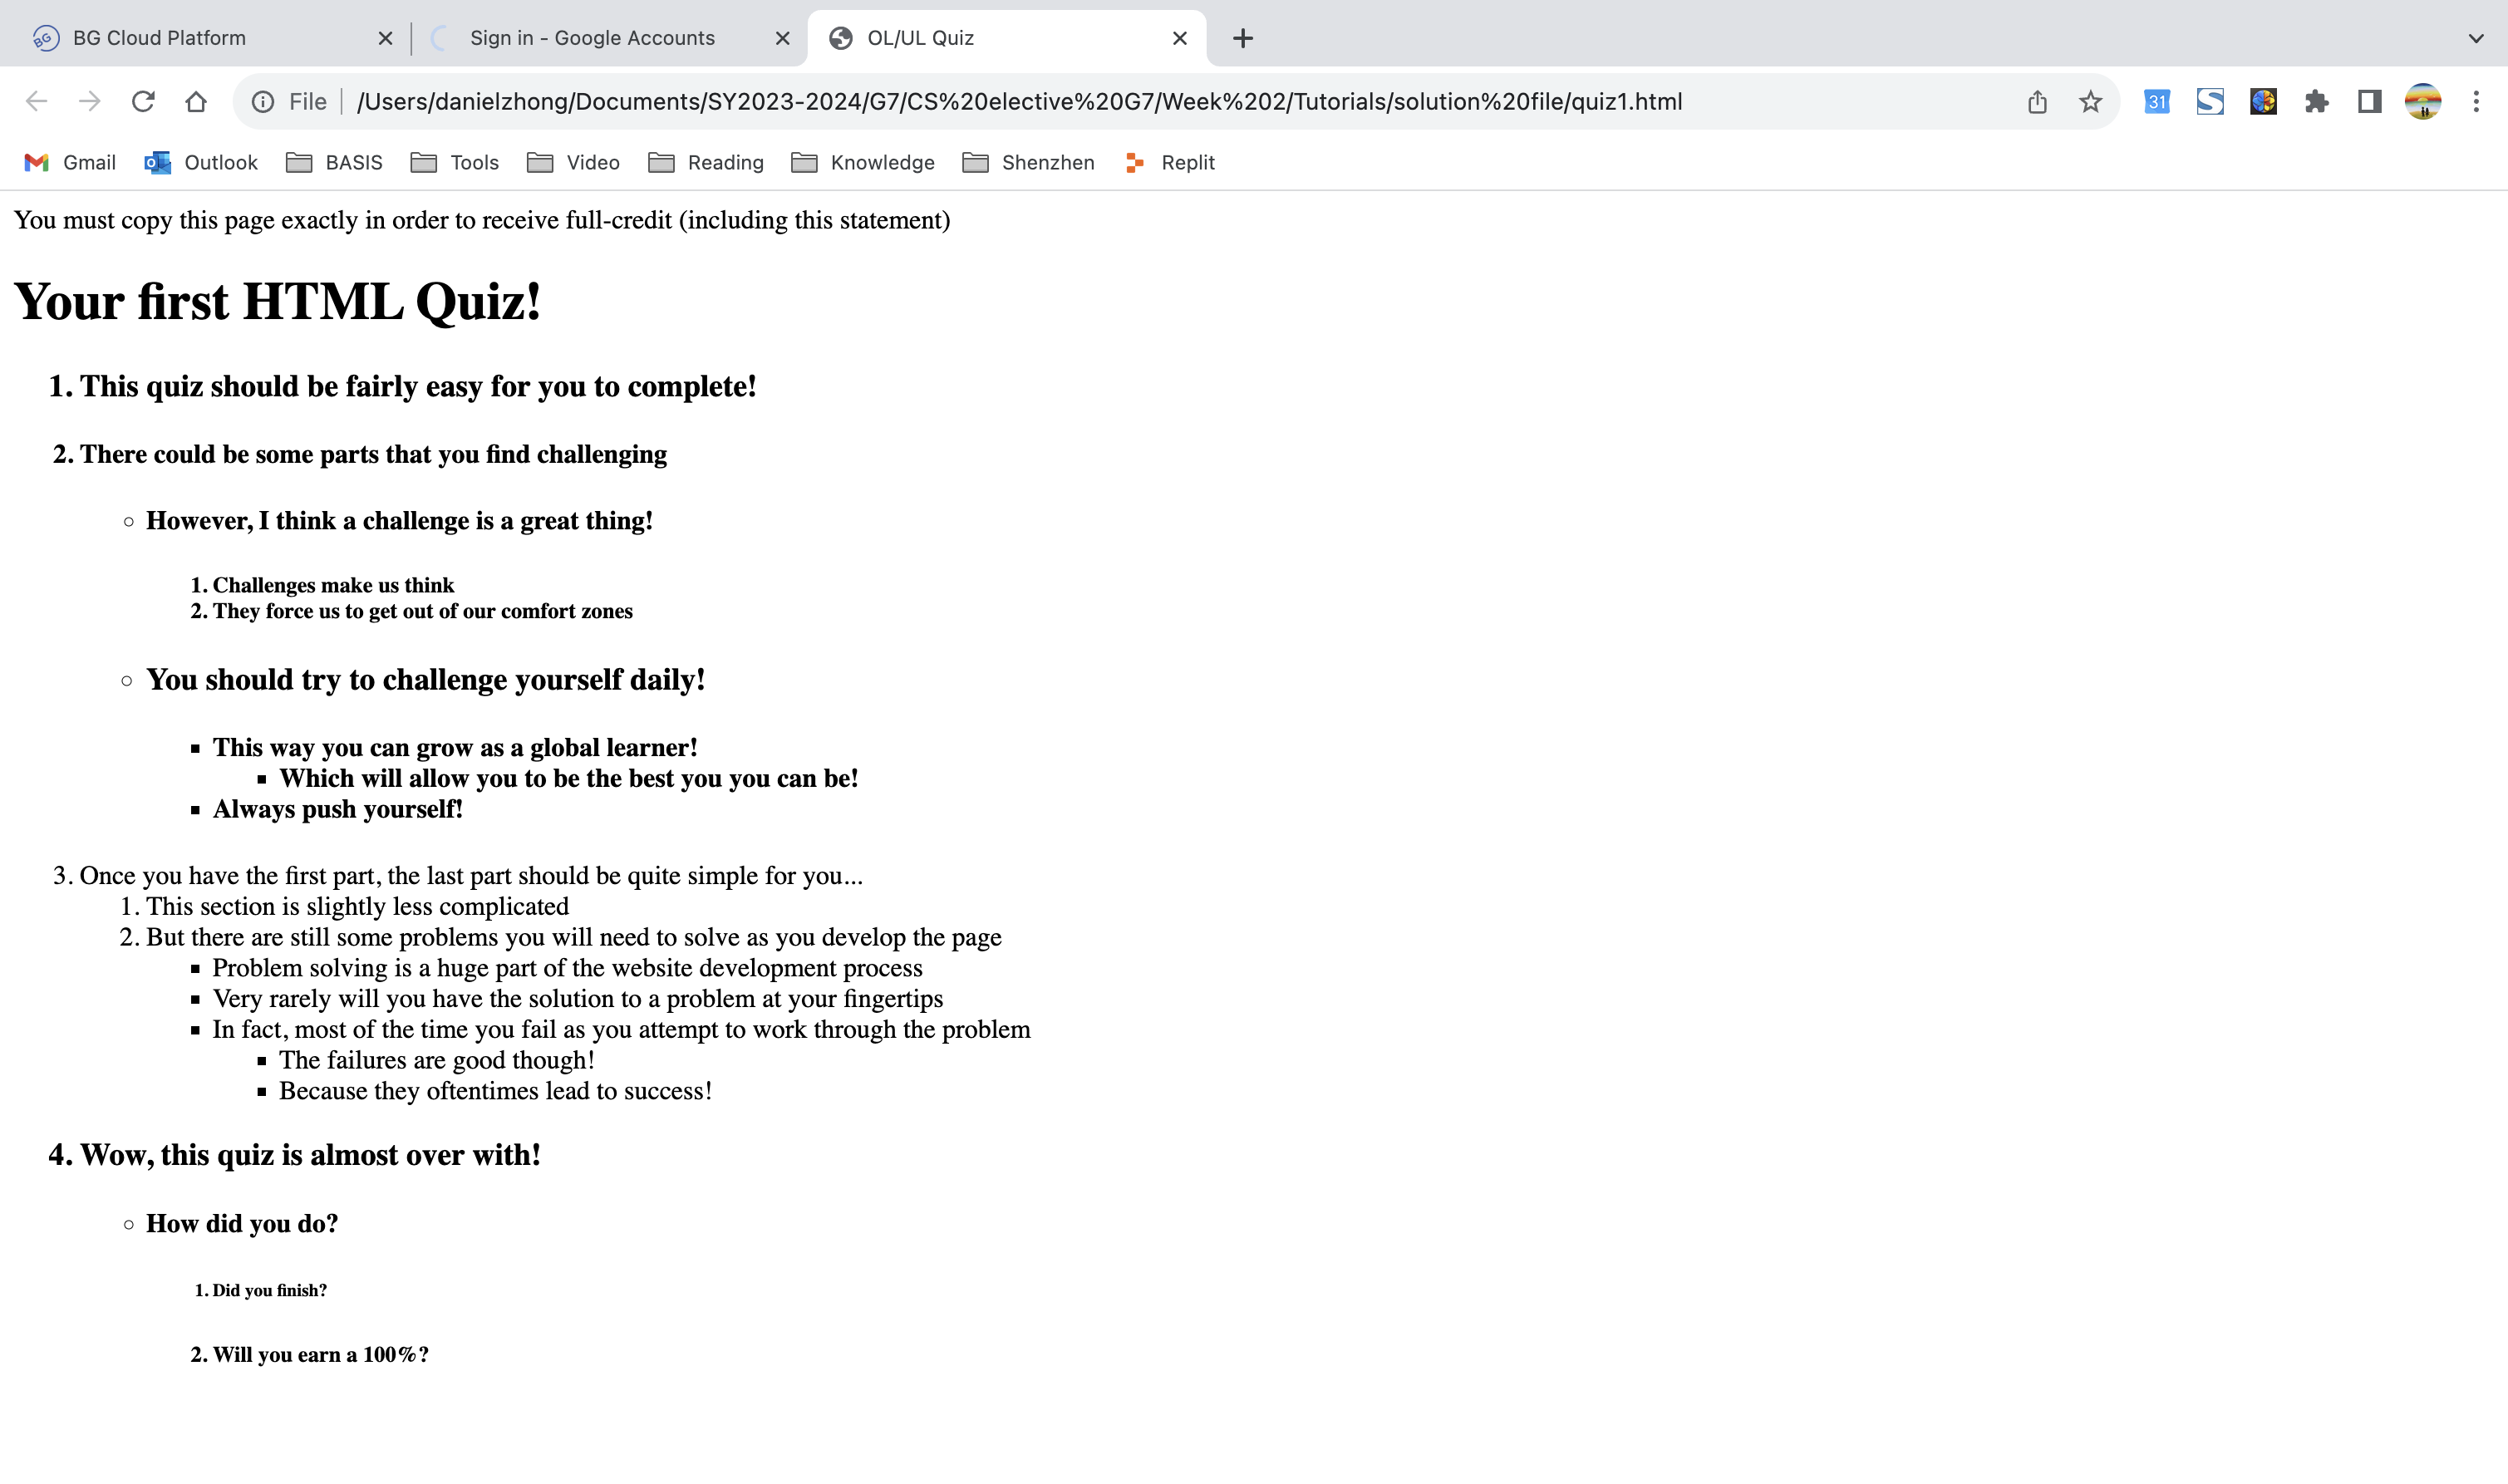 BG Cloud Platform
Sign in - Google Accounts
OL/UL Quiz
File
/Users/danielzhong/Documents/SY2023-2024/G7/CS%20elective%20G7/Week%202/Tutorials/solution%20file/quiz1.html
31
Gmail
Outlook
BASIS
Tools
Video
Reading
Knowledge
Shenzhen
Replit
You must copy this page exactly in order to receive full-credit (including this statement)
Your first HTML Quiz!
1. This quiz should be fairly easy for you to complete!
2. There could be some parts that you find challenging
However, I think a challenge is a great thing!
1. Challenges make us think
2. They force us to get out of our comfort zones
You should try to challenge yourself daily!
This way you can grow as a global learner!
Which will allow you to be the best you you can be!
Always push yourself!
3. Once you have the first part, the last part should be quite simple for you...
1. This section is slightly less complicated
2. But there are still some problems you will need to solve as you develop the page
Problem solving is a huge part of the website development process
Very rarely will you have the solution to a problem at your fingertips
In fact, most of the time you fail as you attempt to work through the problem
The failures are good though!
Because they oftentimes lead to success!
4. Wow, this quiz is almost over with!
How did you do?
1. Did you finish?
2. Will you earn a 100%?